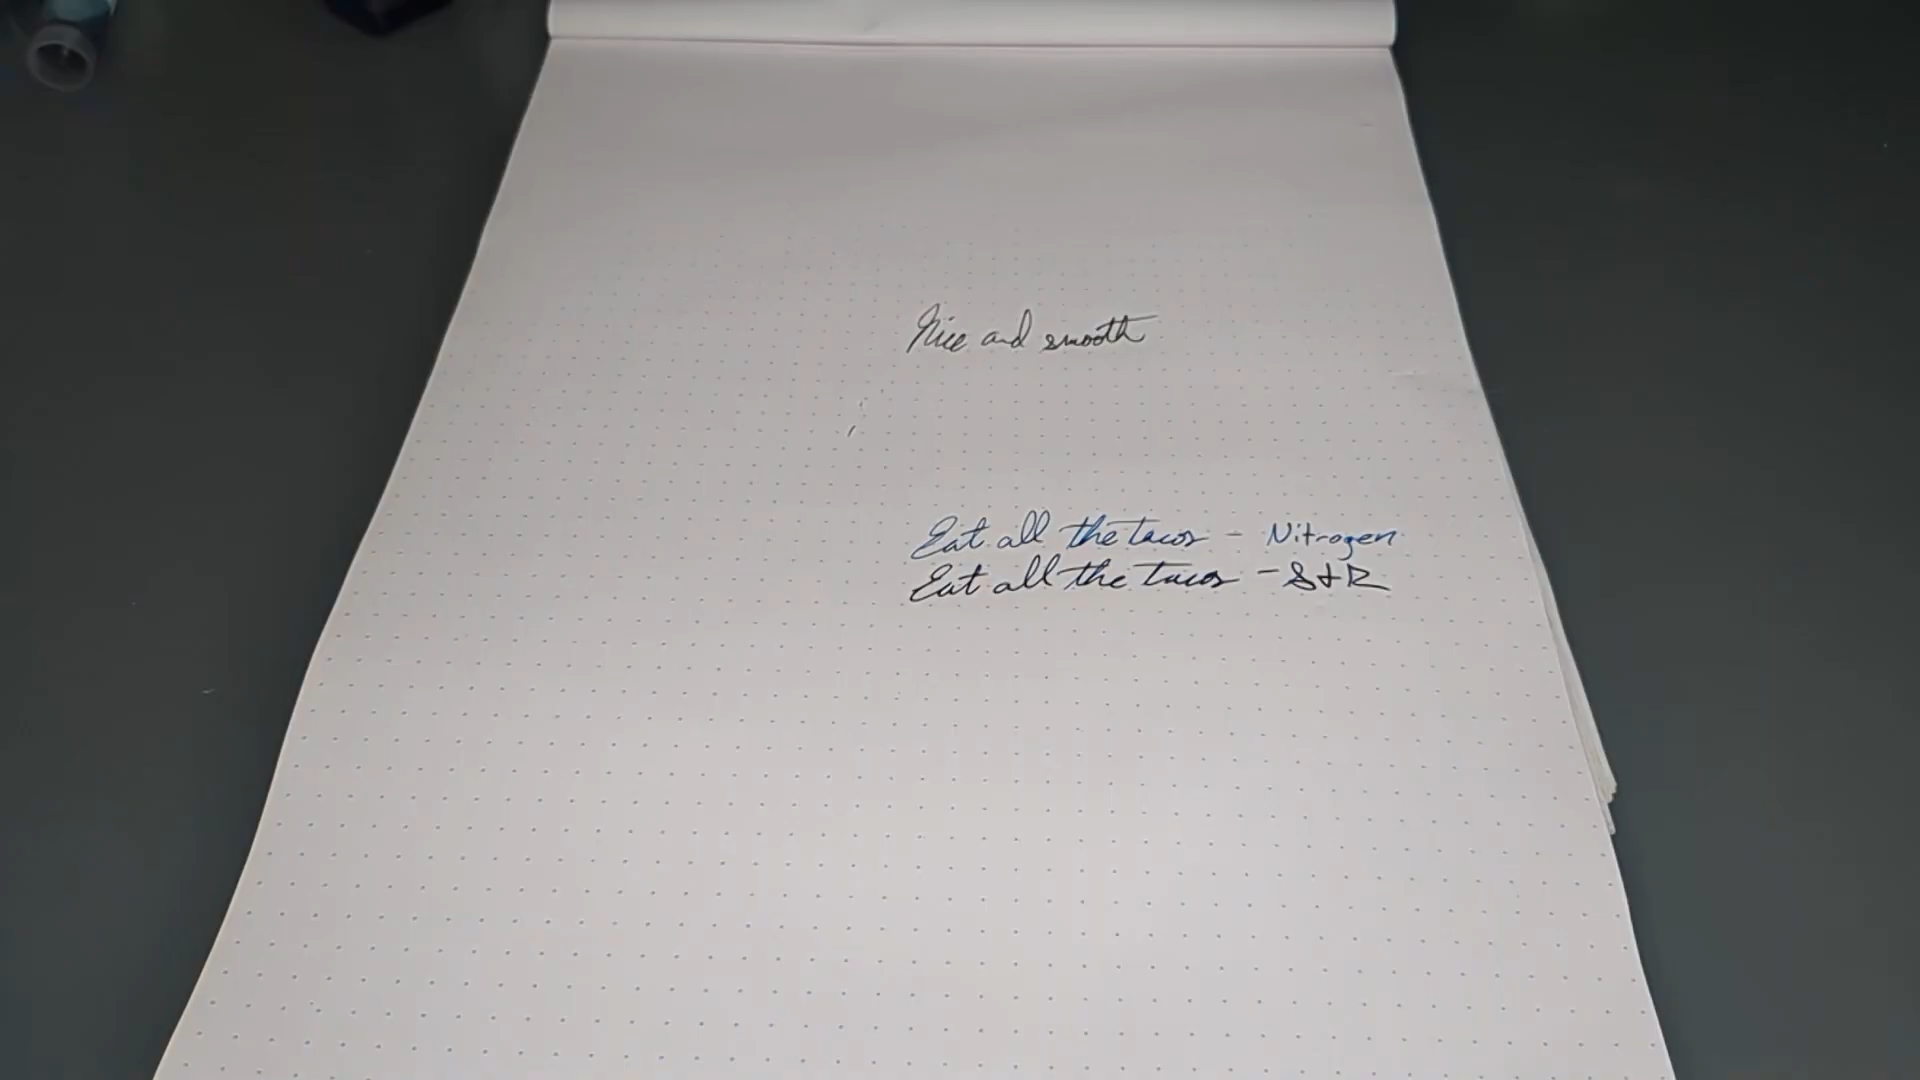 Nice and smooth
Eat all the tacos - Nitrogen
Eat all the tacos - S+R